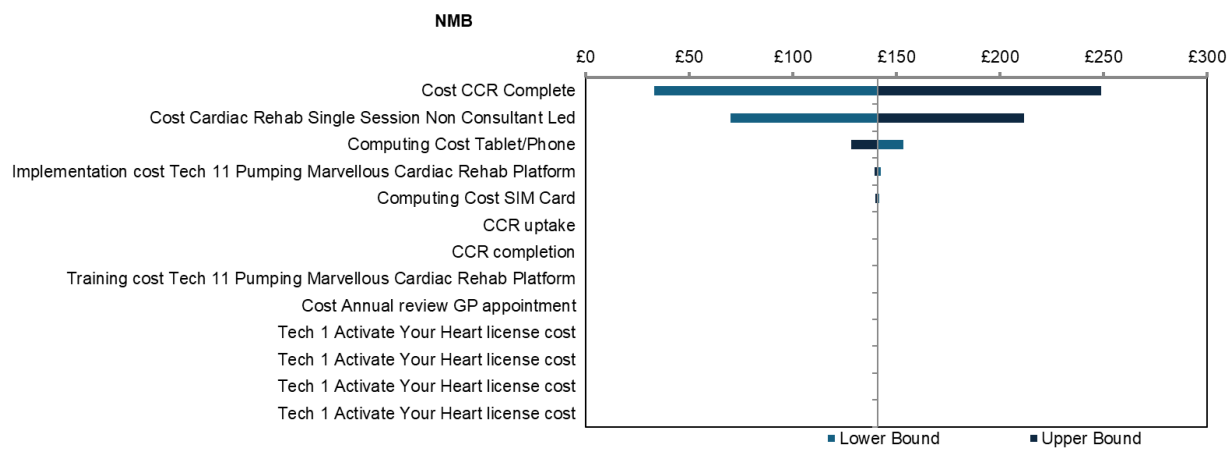 NMB
£0 £50 £100 £150 £200 £250 £300
Cost CCR Complete
Cost Cardiac Rehab Single Session Non Consultant Led
Computing Cost Tablet/Phone
Implementation cost Tech 11 Pumping Marvellous Cardiac Rehab Platform
Computing Cost SIM Card
CCR uptake
CCR completion
Training cost Tech 11 Pumping Marvellous Cardiac Rehab Platform
Cost Annual review GP appointment
Tech 1 Activate Your Heart license cost
Tech 1 Activate Your Heart license cost
Tech 1 Activate Your Heart license cost
Tech 1 Activate Your Heart license cost
Lower Bound Upper Bound